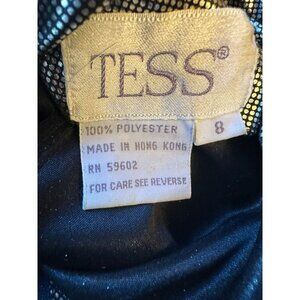 TESS®
8
100% POLYESTER
MADE IN HONG KONG
RN 59602
FOR CARE SEE REVERSE